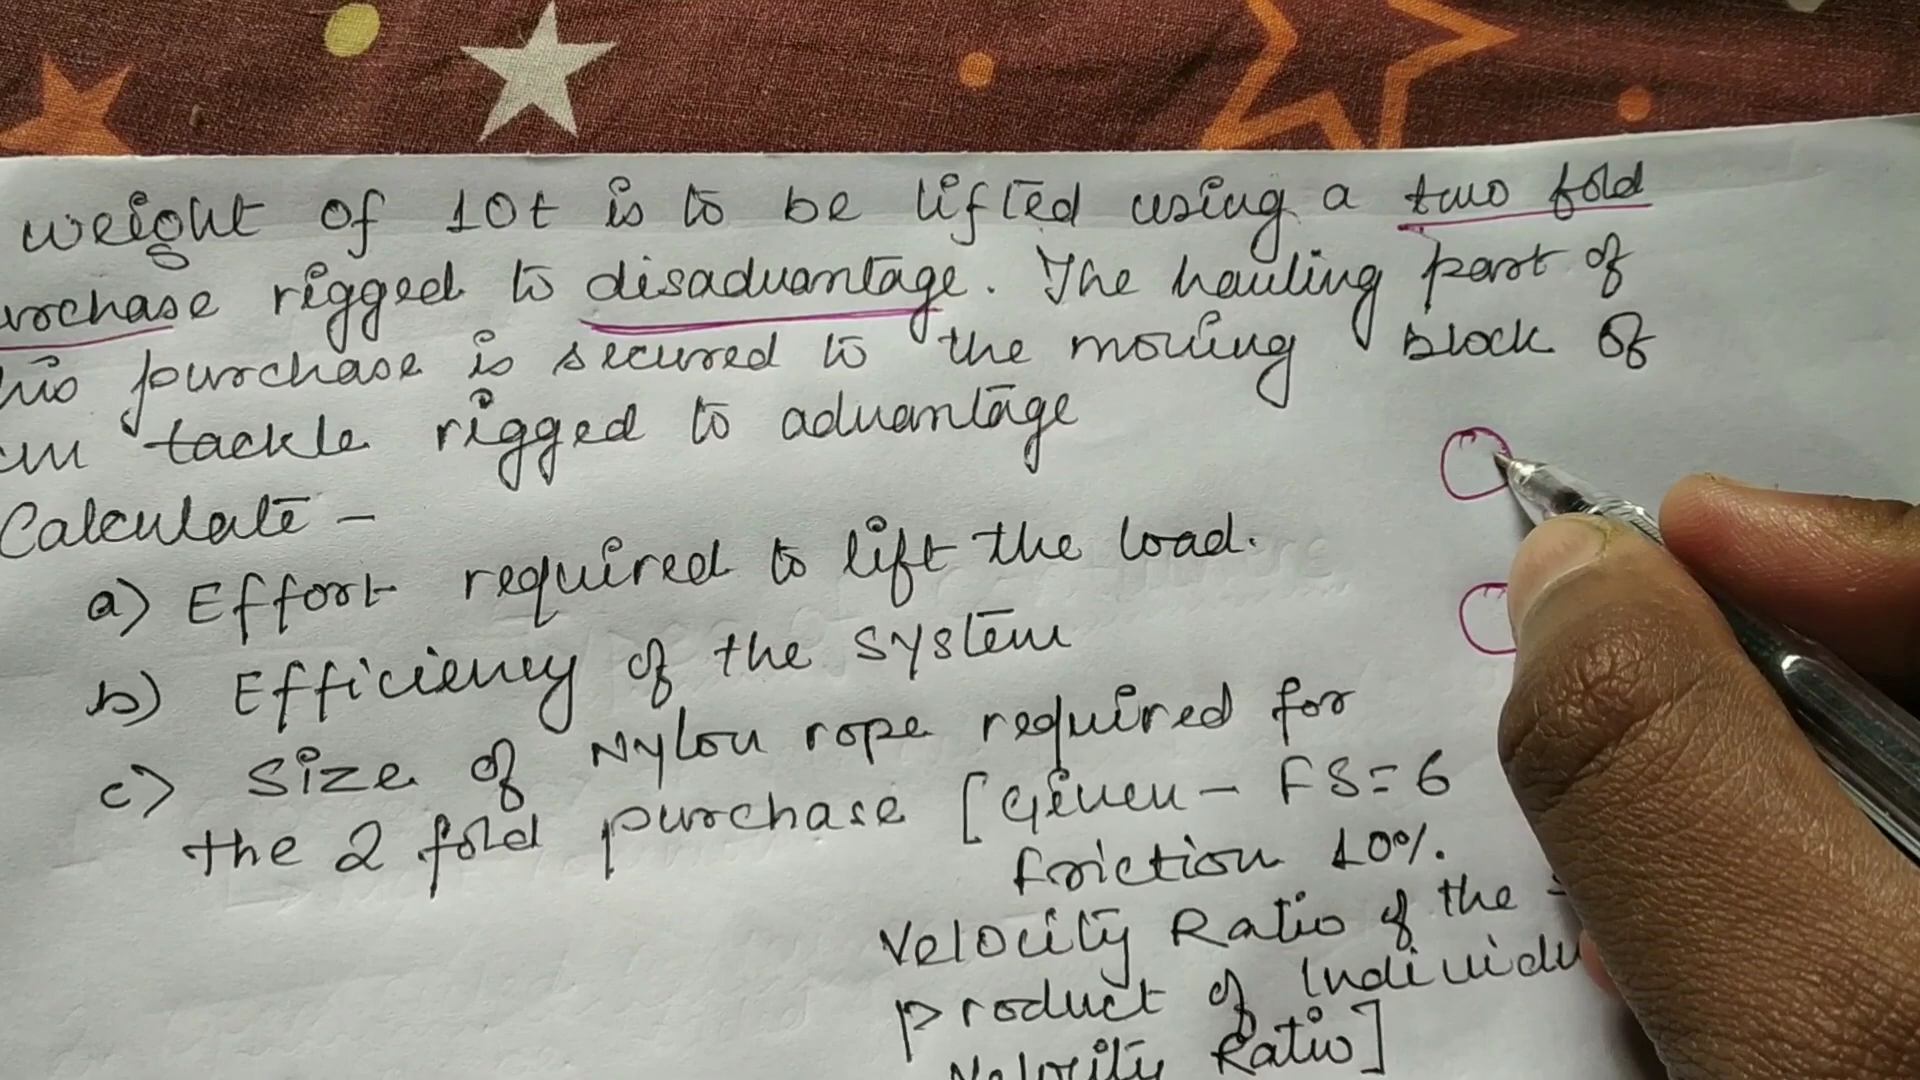 weight of 10t is to be lifted using a two fold
rigged to disadvantage. The hauling part of
purchase is secured to the moving block of
tackle rigged to advantage
Calculate -
a) Effort required to lift the load.
b) Efficiency of the system
c) Size of Nylon rope required for
the 2 fold purchase [Given - FS=6
friction 10%.
Velocity Ratio of the
product of
Velocity Ratio]